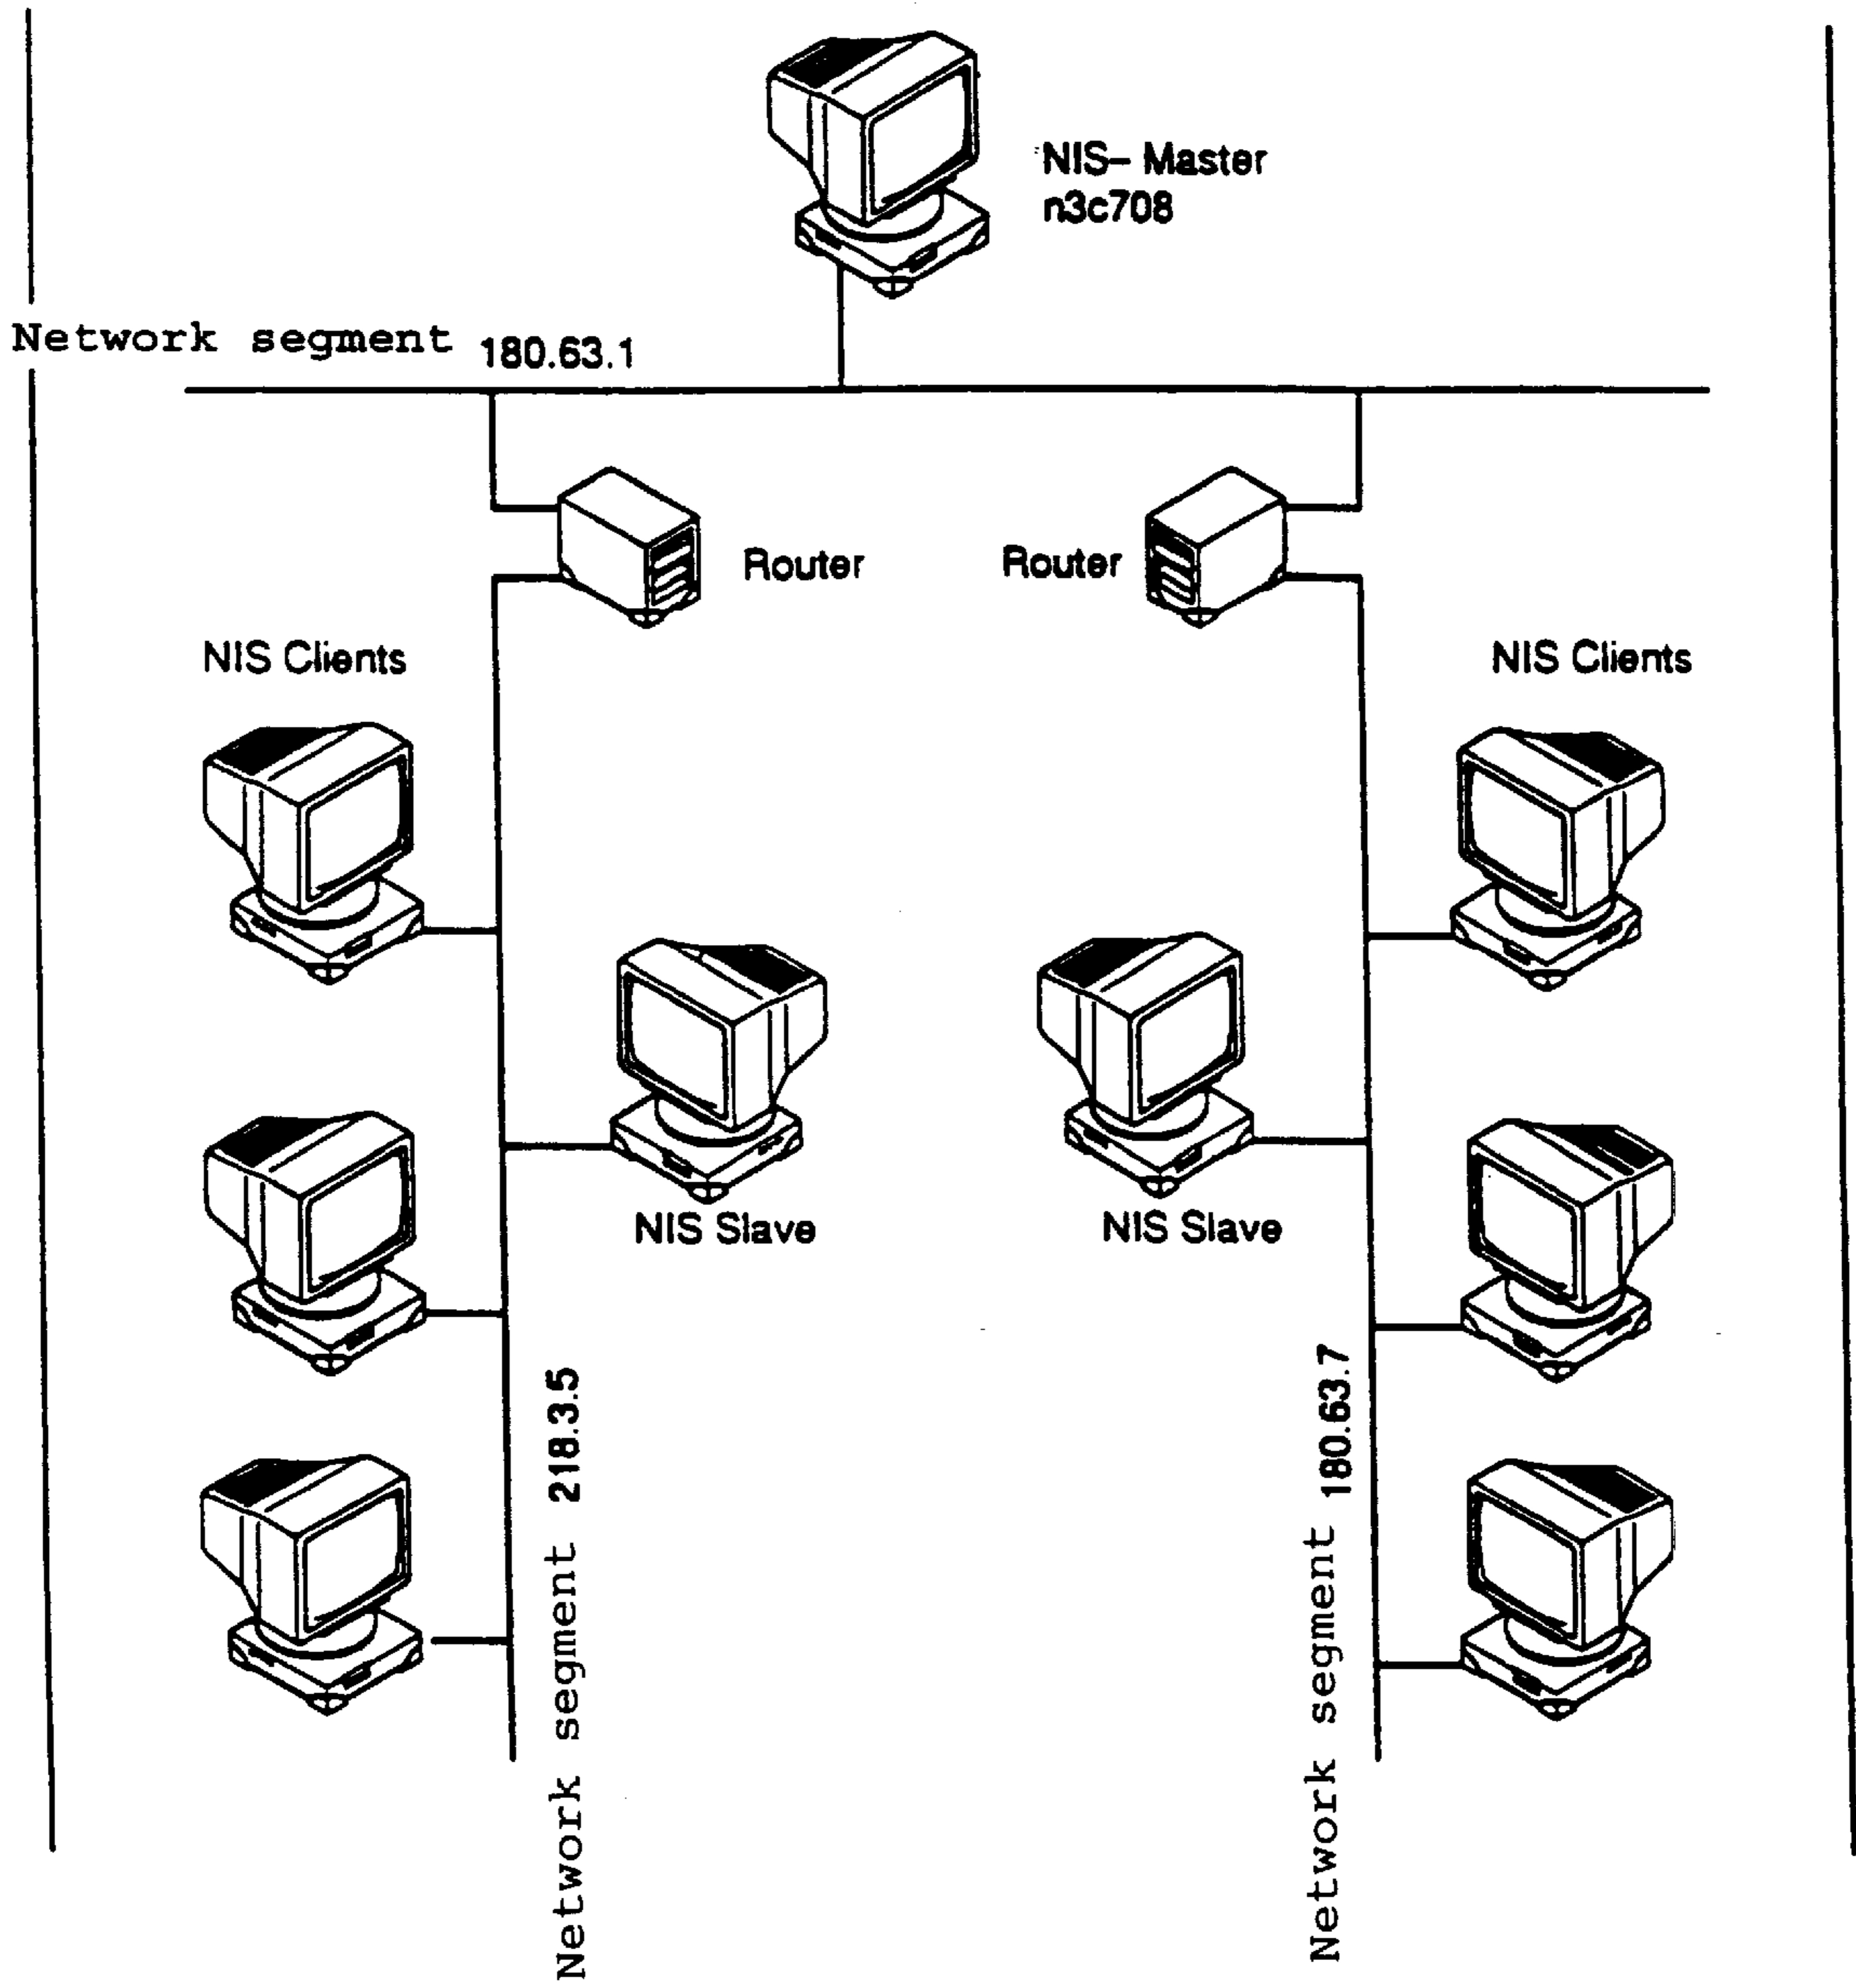 NIS– Master
n3c708
Network segment 180.63.1
Router
Router
NIS Clients
NIS Clients
NIS Slave
NIS Slave
Network segment 218.3.5
Network segment 180.63.7